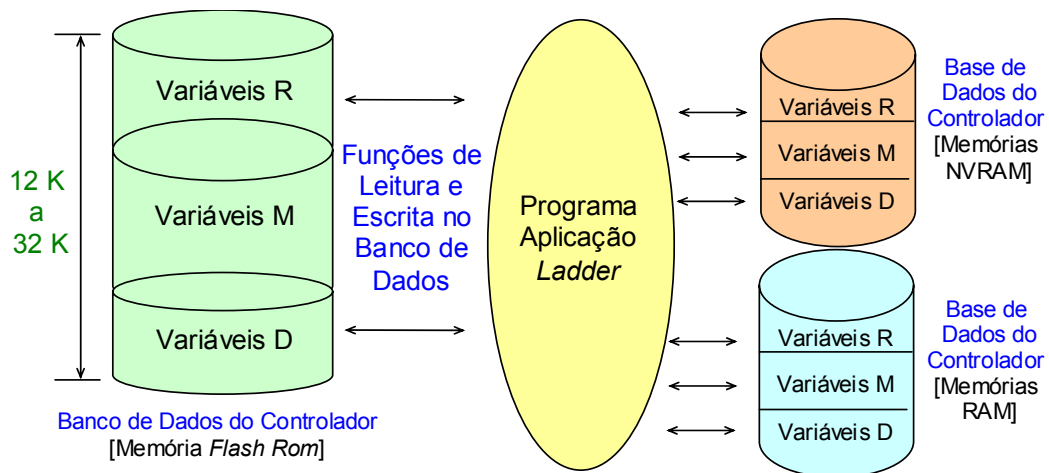 12 K
a
32 K
Variáveis R
Variáveis M
Variáveis D
Banco de Dados do Controlador
[Memória Flash Rom]
Funções de
Leitura e
Escrita no
Banco de
Dados
Programa
Aplicação
Ladder
Variáveis R
Variáveis M
Variáveis D
Base de
Dados do
Controlador
[Memórias
NVRAM]
Variáveis R
Variáveis M
Variáveis D
Base de
Dados do
Controlador
[Memórias
RAM]